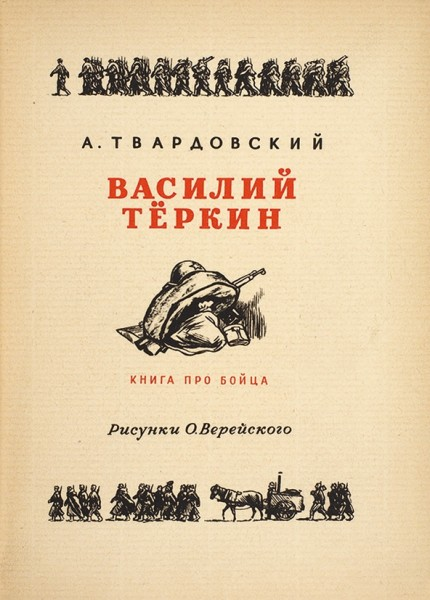 А. ТВАРДОВСКИЙ
ВАСИЛИЙ
ТЁРКИН
КНИГА ПРО БОЙЦА
Рисунки О. Верейского